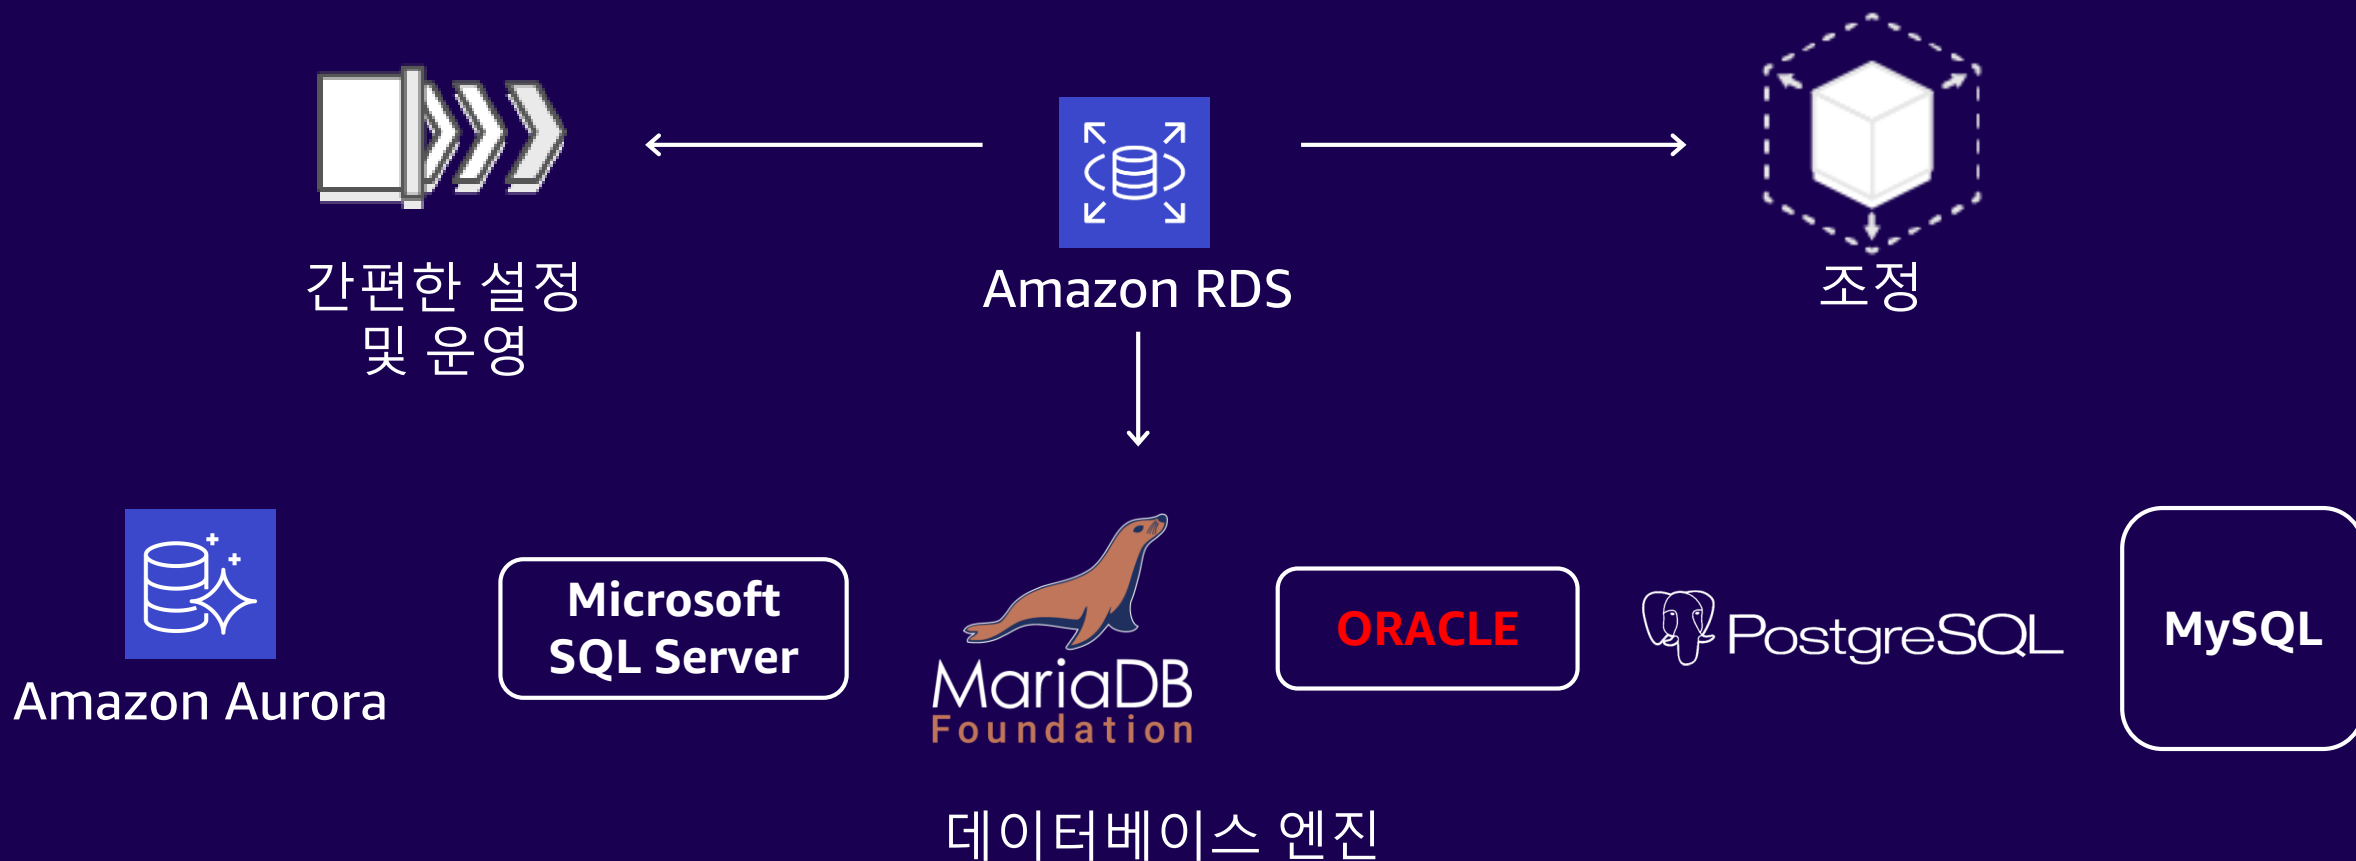 간편한 설정
및 운영
Amazon RDS
조정
Amazon Aurora
Microsoft
SQL Server
MariaDB
Foundation
ORACLE
PostgreSQL
MySQL
데이터베이스 엔진